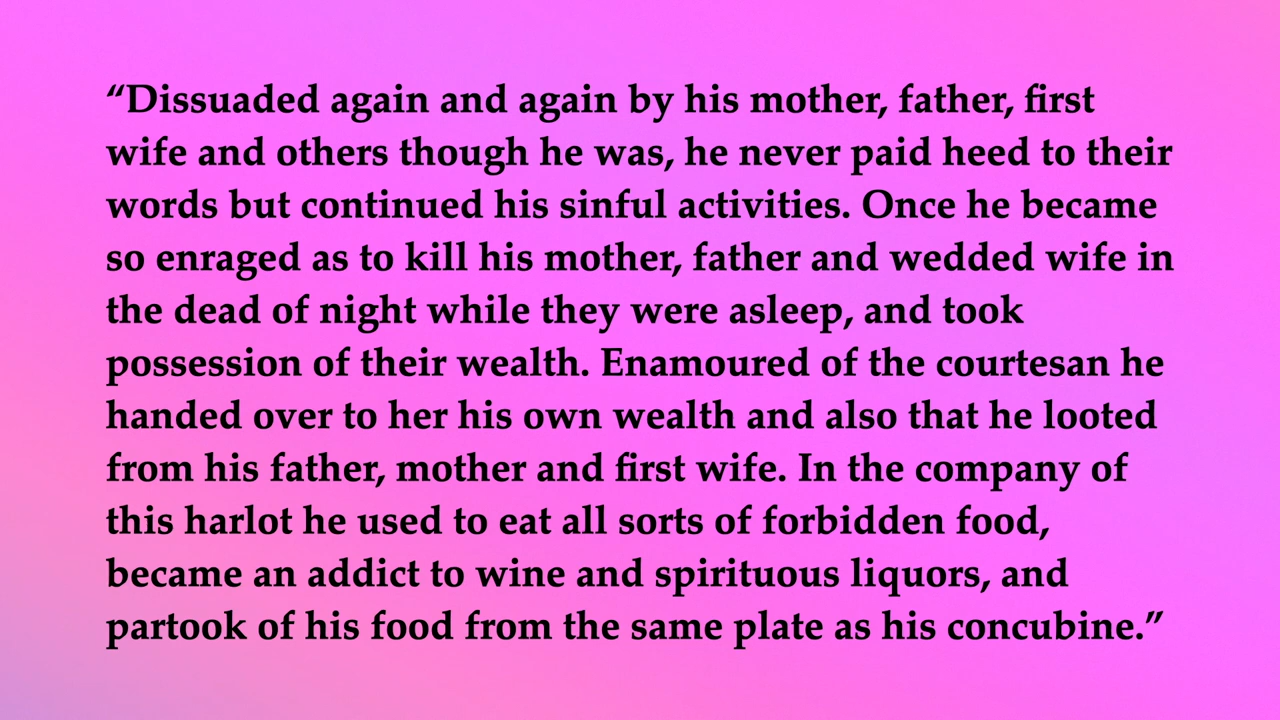 “Dissuaded again and again by his mother, father, first
wife and others though he was, he never paid heed to their
words but continued his sinful activities. Once he became
so enraged as to kill his mother, father and wedded wife in
the dead of night while they were asleep, and took
possession of their wealth. Enamoured of the courtesan he
handed over to her his own wealth and also that he looted
from his father, mother and first wife. In the company of
this harlot he used to eat all sorts of forbidden food,
became an addict to wine and spirituous liquors, and
partook of his food from the same plate as his concubine.”